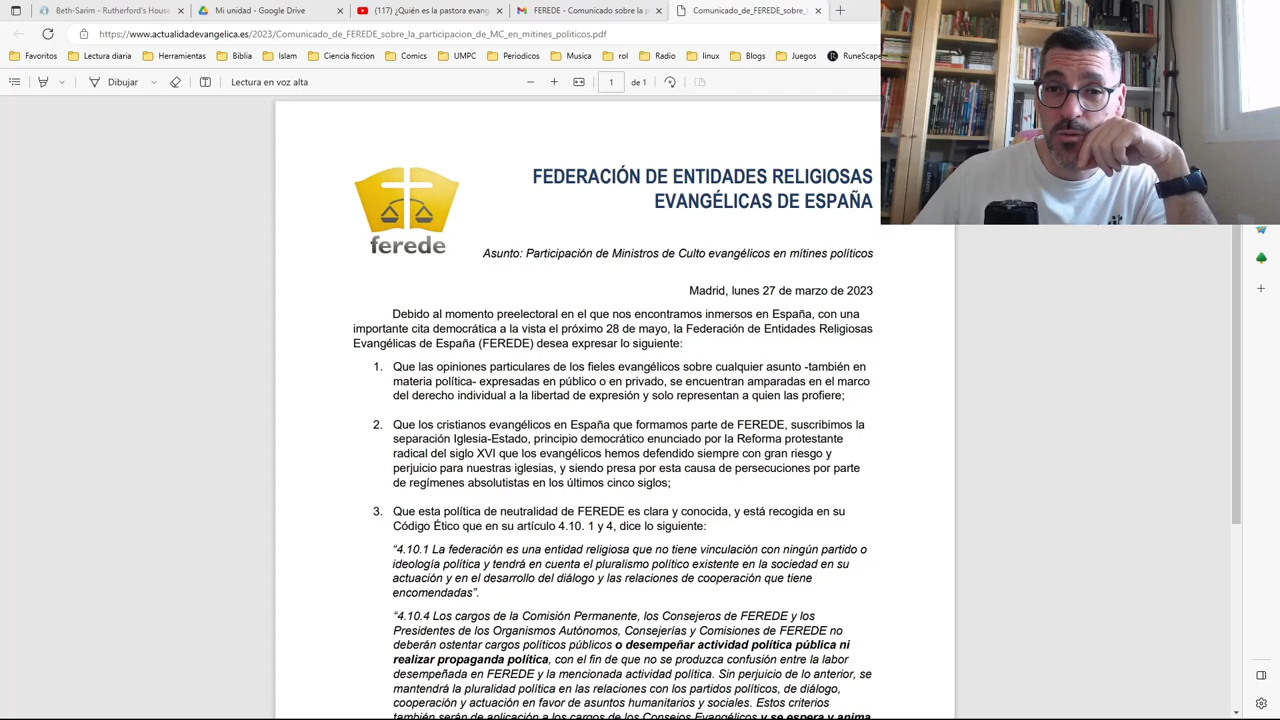 Beth-Sarim - Rutherford's House
Mi unidad - Google Drive
(117) ¿Quién es la pastora evang
FEREDE - Comunicado sobre la p
Comunicado_de_FEREDE_sobre_l
https://www.actualidadevangelica.es/2023/Comunicado_de_FEREDE_sobre_la_participacion_de_MC_en_mitines_politicos.pdf
Favoritos
Lectura diaria
Herramientas
Biblia
Islam
Ciencia ficcion
Comics
UMPC
Periodicos
Musica
rol
Radio
linux
Blogs
Juegos
RuneScape
Dibujar
Lectura en voz alta
1
de 1
FEDERACIÓN DE ENTIDADES RELIGIOSAS
EVANGÉLICAS DE ESPAÑA
ferede
Asunto: Participación de Ministros de Culto evangélicos en mítines políticos
Madrid, lunes 27 de marzo de 2023
Debido al momento preelectoral en el que nos encontramos inmersos en España, con una
importante cita democrática a la vista el próximo 28 de mayo, la Federación de Entidades Religiosas
Evangélicas de España (FEREDE) desea expresar lo siguiente:
1. Que las opiniones particulares de los fieles evangélicos sobre cualquier asunto -también en
materia política- expresadas en público o en privado, se encuentran amparadas en el marco
del derecho individual a la libertad de expresión y solo representan a quien las profiere;
2. Que los cristianos evangélicos en España que formamos parte de FEREDE, suscribimos la
separación Iglesia-Estado, principio democrático enunciado por la Reforma protestante
radical del siglo XVI que los evangélicos hemos defendido siempre con gran riesgo y
perjuicio para nuestras iglesias, y siendo presa por esta causa de persecuciones por parte
de regímenes absolutistas en los últimos cinco siglos;
3. Que esta política de neutralidad de FEREDE es clara y conocida, y está recogida en su
Código Ético que en su artículo 4.10. 1 y 4, dice lo siguiente:
“4.10.1 La federación es una entidad religiosa que no tiene vinculación con ningún partido o
ideología política y tendrá en cuenta el pluralismo político existente en la sociedad en su
actuación y en el desarrollo del diálogo y las relaciones de cooperación que tiene
encomendadas”.
“4.10.4 Los cargos de la Comisión Permanente, los Consejeros de FEREDE y los
Presidentes de los Organismos Autónomos, Consejerías y Comisiones de FEREDE no
deberán ostentar cargos políticos públicos o desempeñar actividad política pública ni
realizar propaganda política, con el fin de que no se produzca confusión entre la labor
desempeñada en FEREDE y la mencionada actividad política. Sin perjuicio de lo anterior, se
mantendrá la pluralidad política en las relaciones con los partidos políticos, de diálogo,
cooperación y actuación en favor de asuntos humanitarios y sociales. Estos criterios
también serán de aplicación a los cargos de los Consejos Evangélicos y se espera y anima